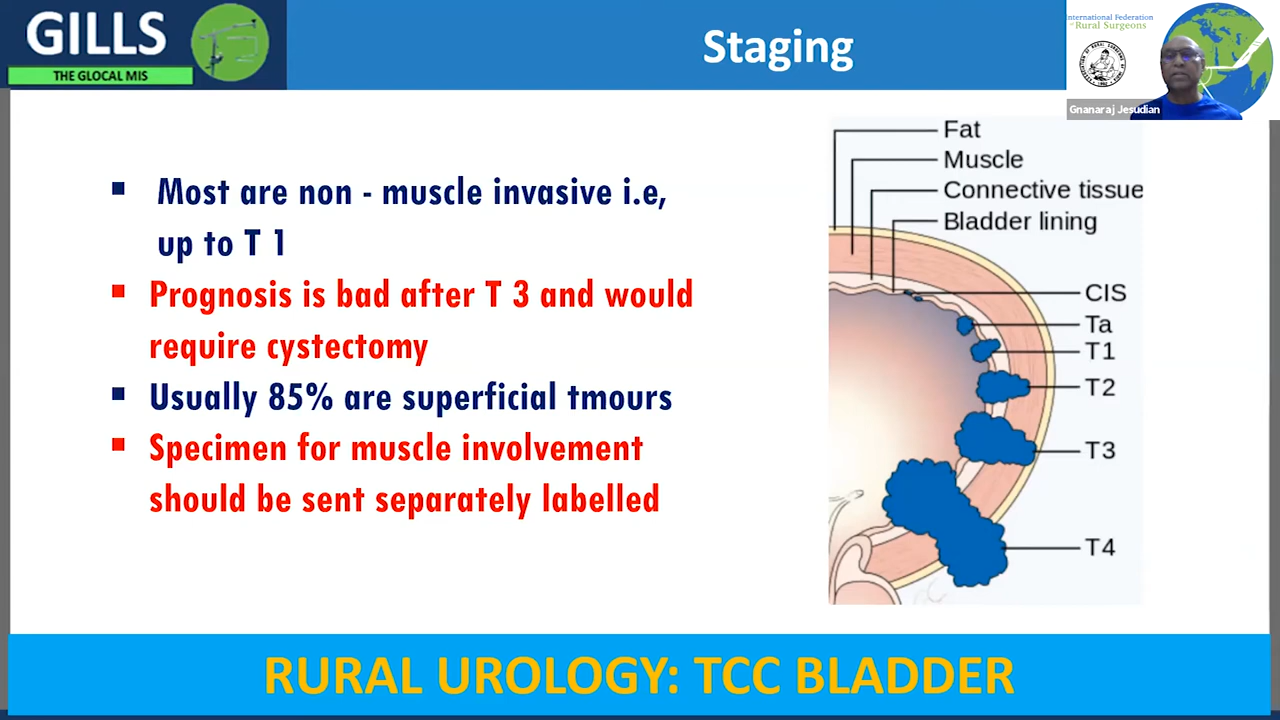 GILLS
THE GLOCAL MIS
Staging
International Federation
of Rural Surgeons
Gnanaraj Jesudian
▪ Most are non - muscle invasive i.e,
up to T 1
▪ Prognosis is bad after T 3 and would
require cystectomy
▪ Usually 85% are superficial tmours
▪ Specimen for muscle involvement
should be sent separately labelled
Fat
Muscle
Connective tissue
Bladder lining
CIS
Ta
T1
T2
T3
T4
RURAL UROLOGY: TCC BLADDER